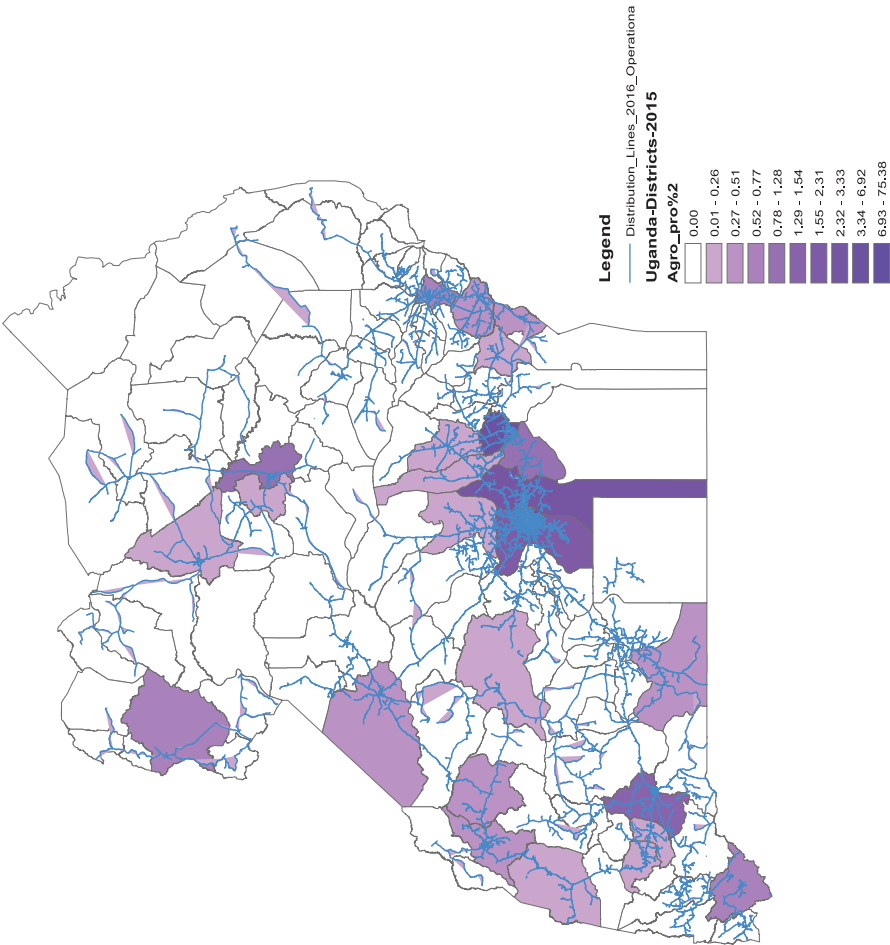 Legend
Distribution_Lines_2016_Operationa
Uganda-Districts-2015
Agro_pro%2
0.00
0.01 - 0.26
0.27 - 0.51
0.52 - 0.77
0.78 - 1.28
1.29 - 1.54
1.55 - 2.31
2.32 - 3.33
3.34 - 6.92
6.93 - 75.38